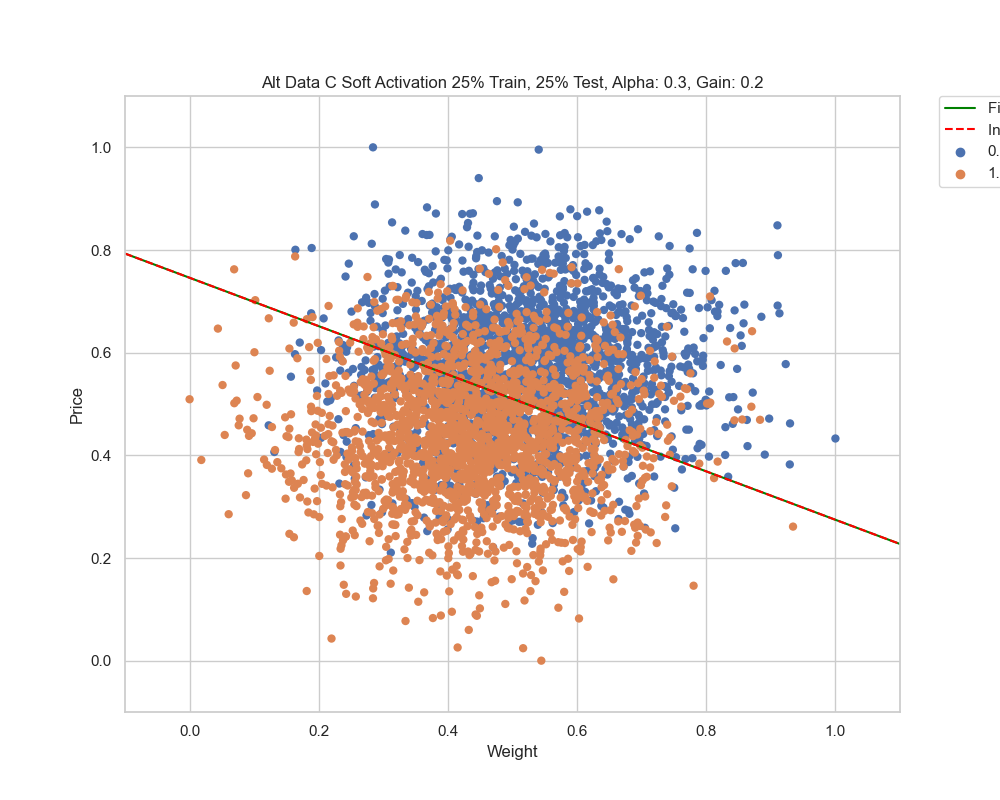 Alt Data C Soft Activation 25% Train, 25% Test, Alpha: 0.3, Gain: 0.2
Fi
In
0.
1.
1.0
0.8
0.6
0.4
0.2
0.0
Price
0.0 0.2 0.4 0.6 0.8 1.0
Weight